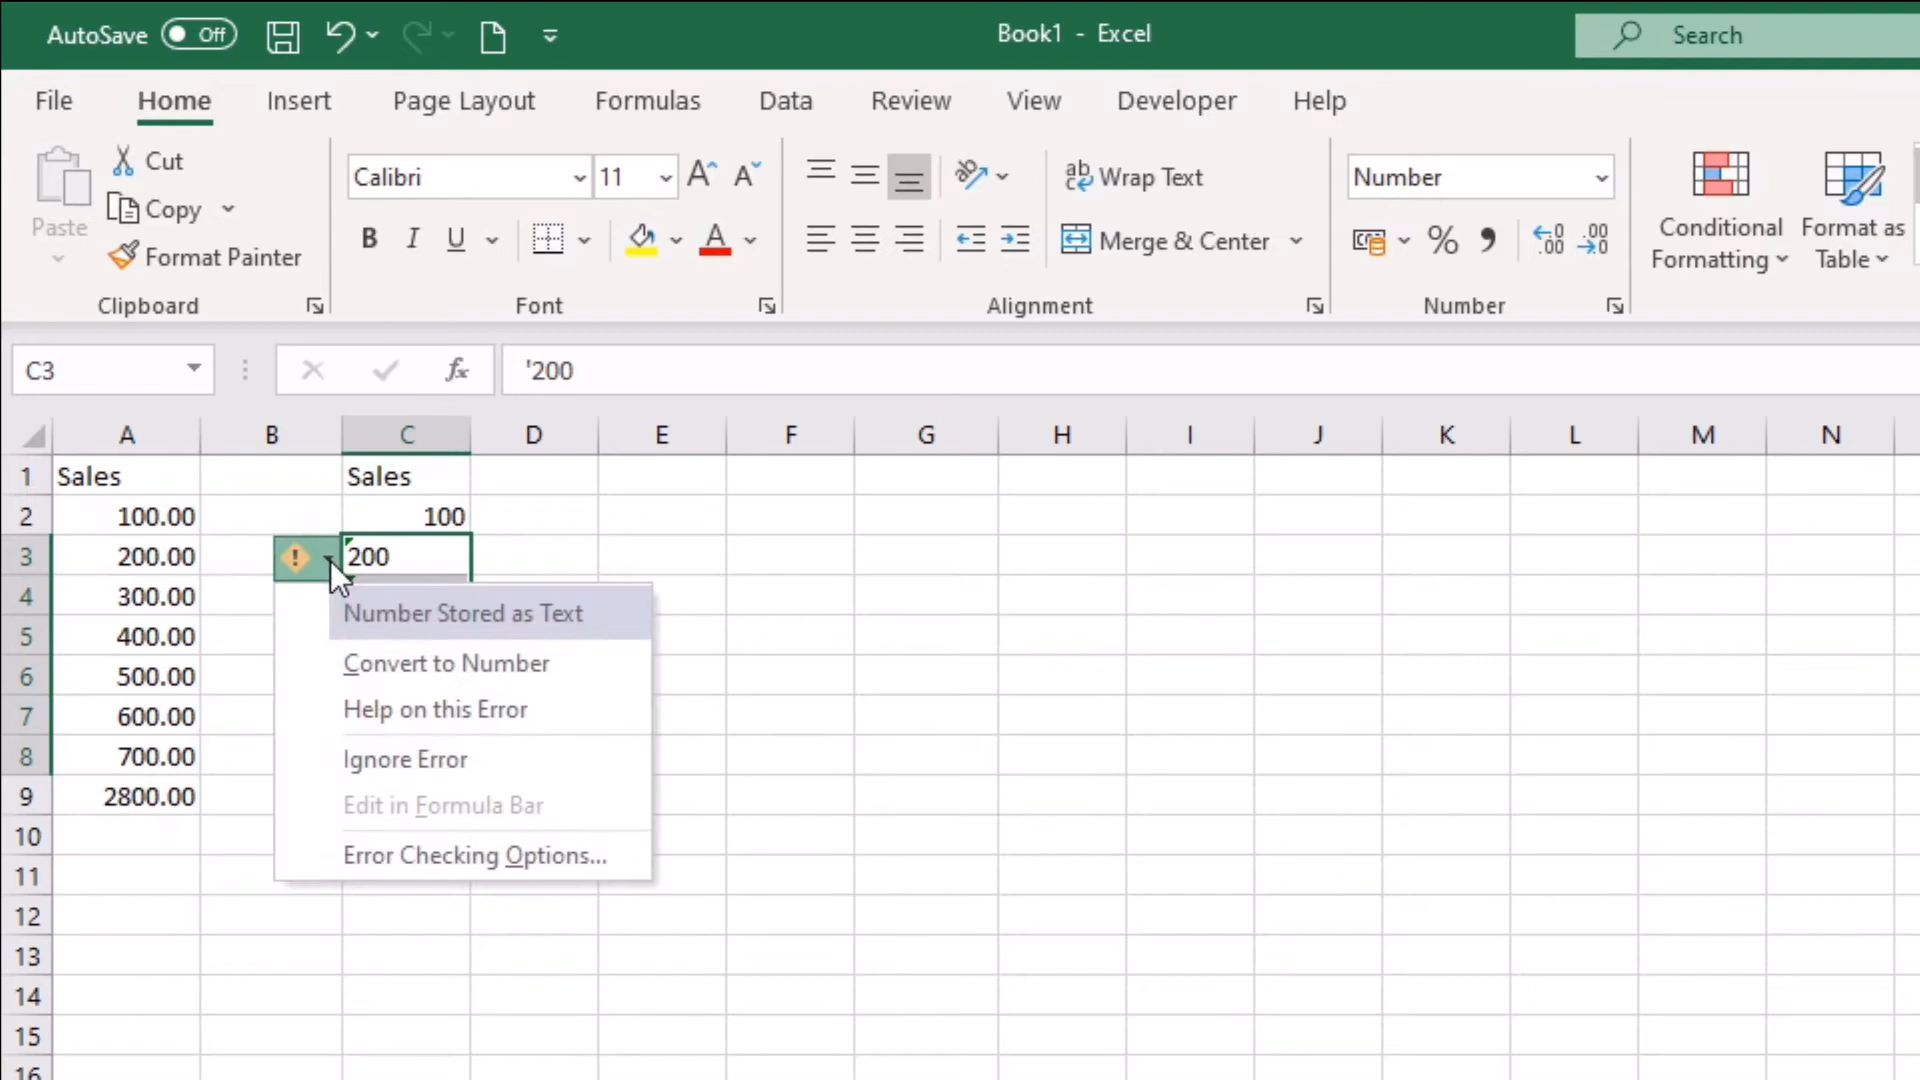 AutoSave Off Book1 - Excel Search
File Home Insert Page Layout Formulas Data Review View Developer Help
Paste Cut Copy Format Painter
Clipboard
Calibri 11
B I U
Font
Wrap Text
Merge & Center
Alignment
Number
Number
Conditional Formatting
Format as Table
C3 fx '200
A B C D E F G H I J K L M N
1 Sales Sales
2 100.00 100
3 200.00 200
4 300.00
5 400.00
6 500.00
7 600.00
8 700.00
9 2800.00
10
11
12
13
14
15
16
Number Stored as Text
Convert to Number
Help on this Error
Ignore Error
Edit in Formula Bar
Error Checking Options...